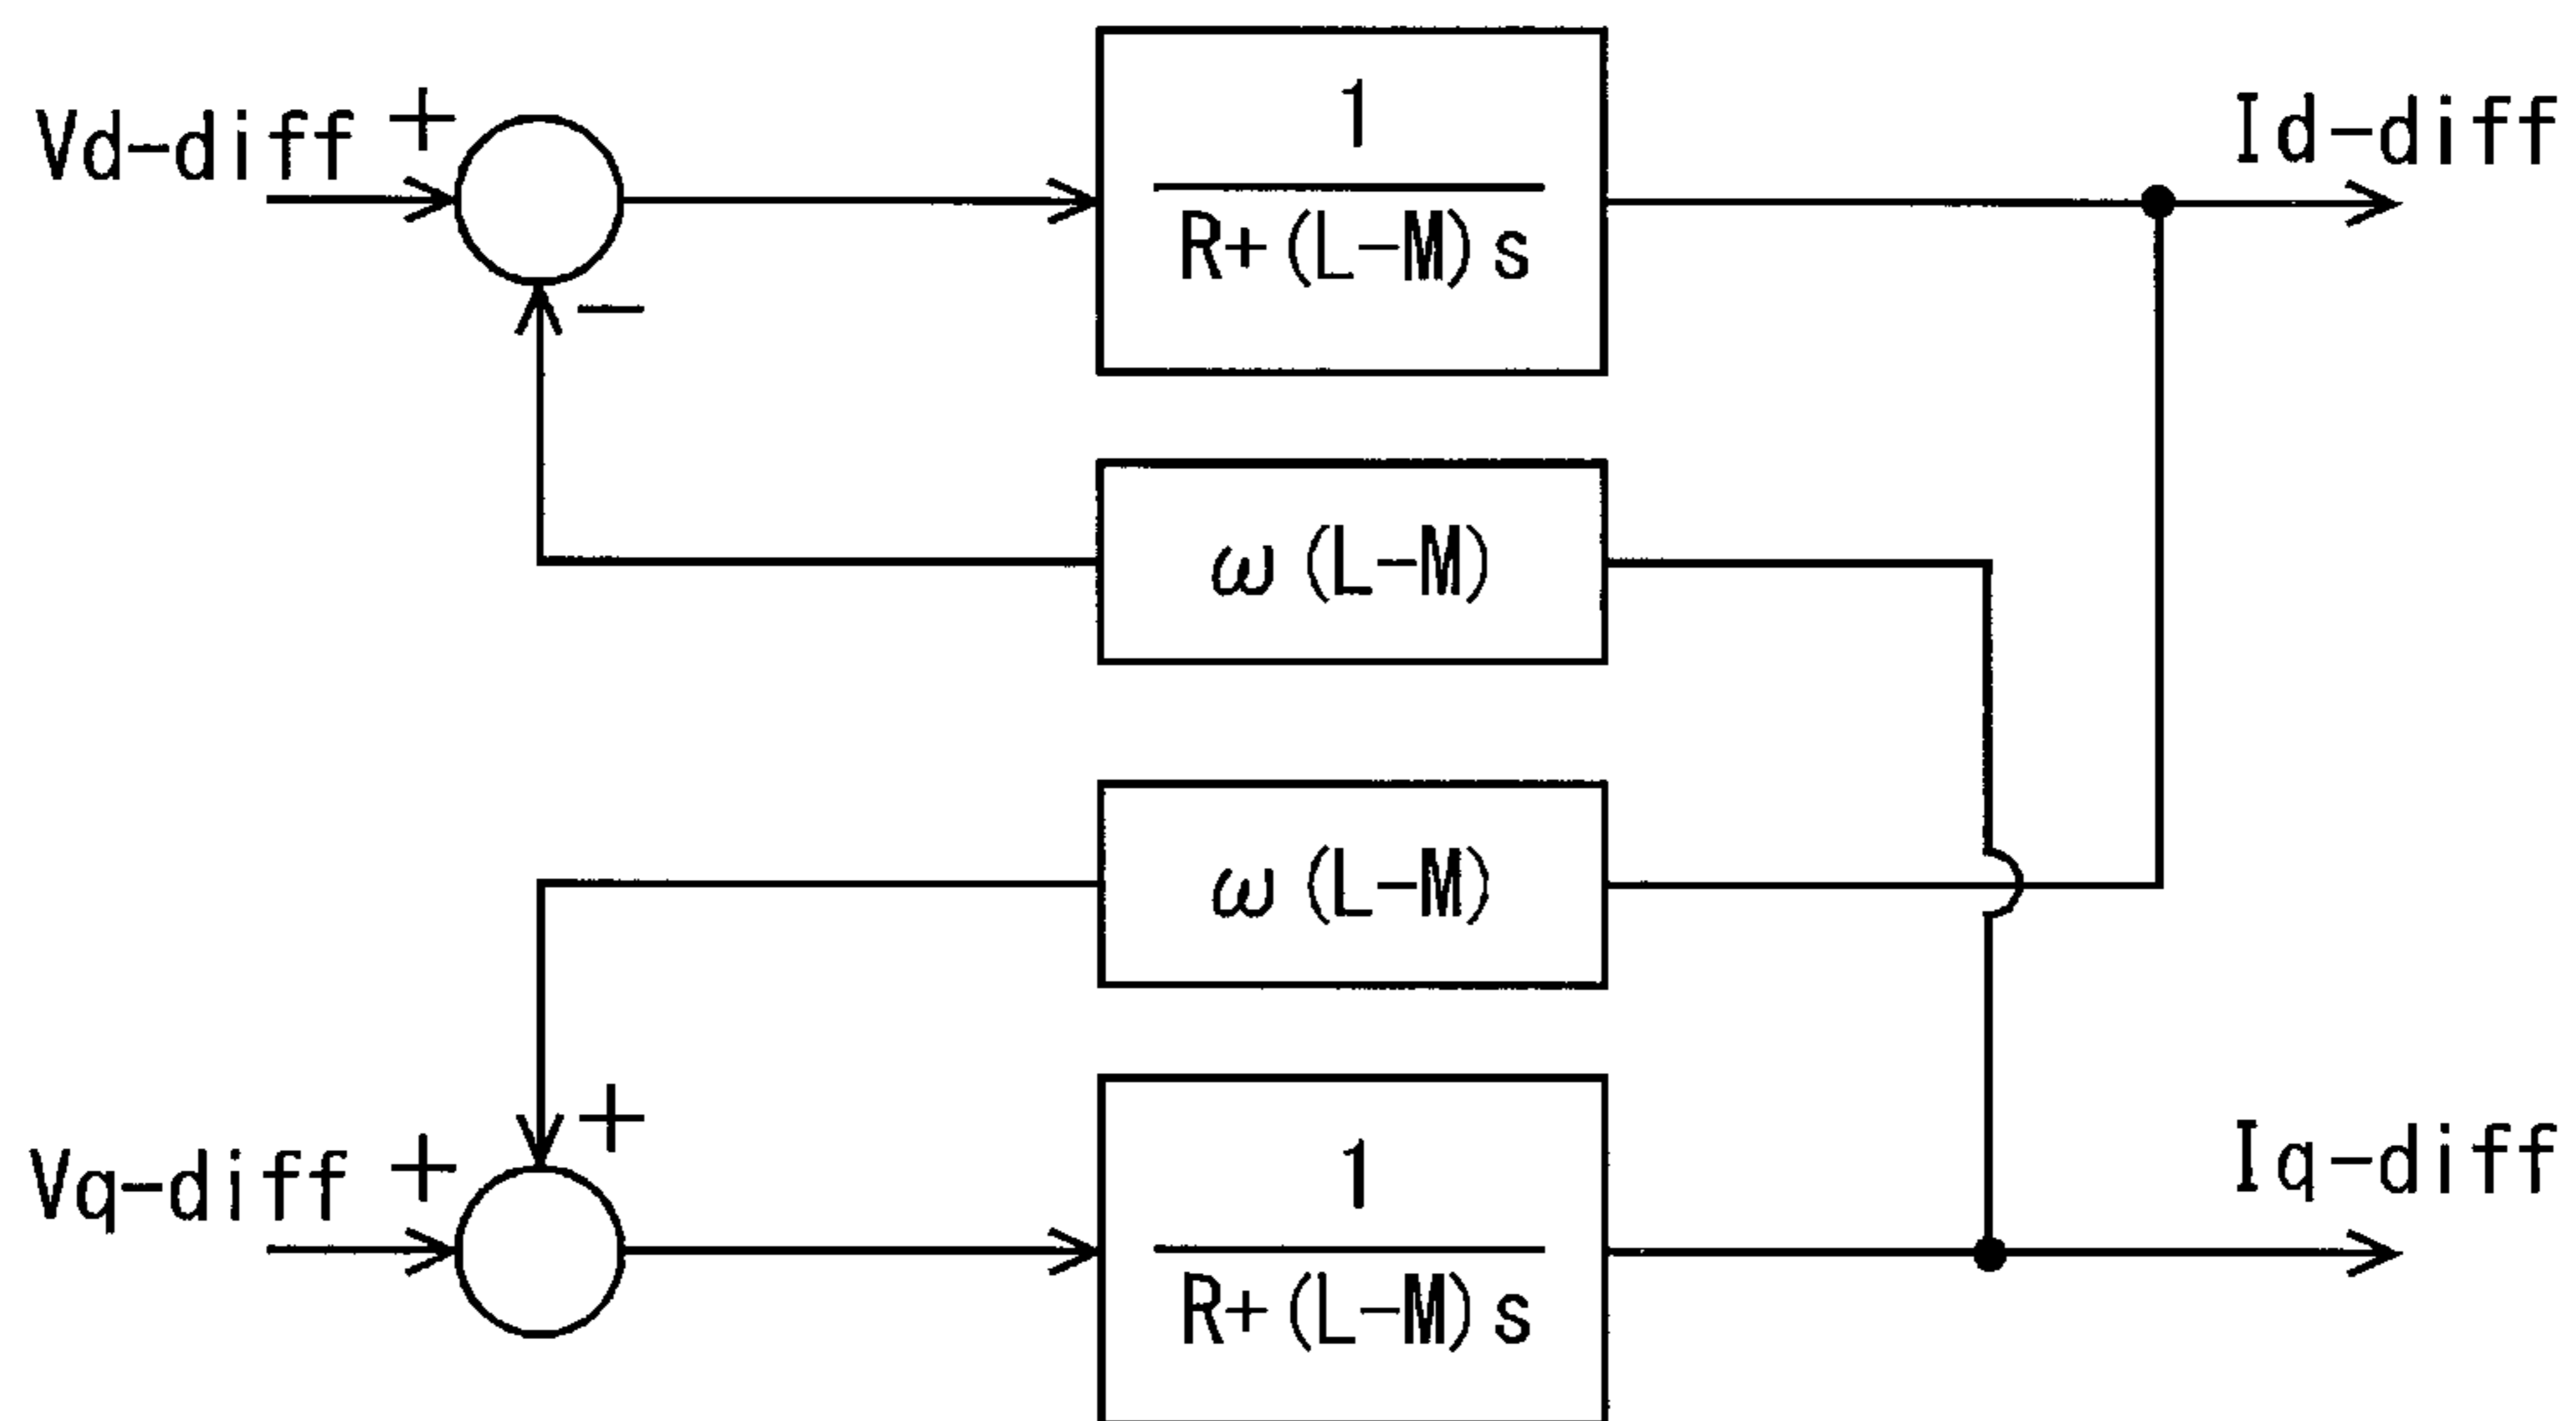 Vd-diff + 1 Id-diff
R+(L-M)s
−
ω(L-M)
ω(L-M)
+
Vq-diff + 1 Iq-diff
R+(L-M)s